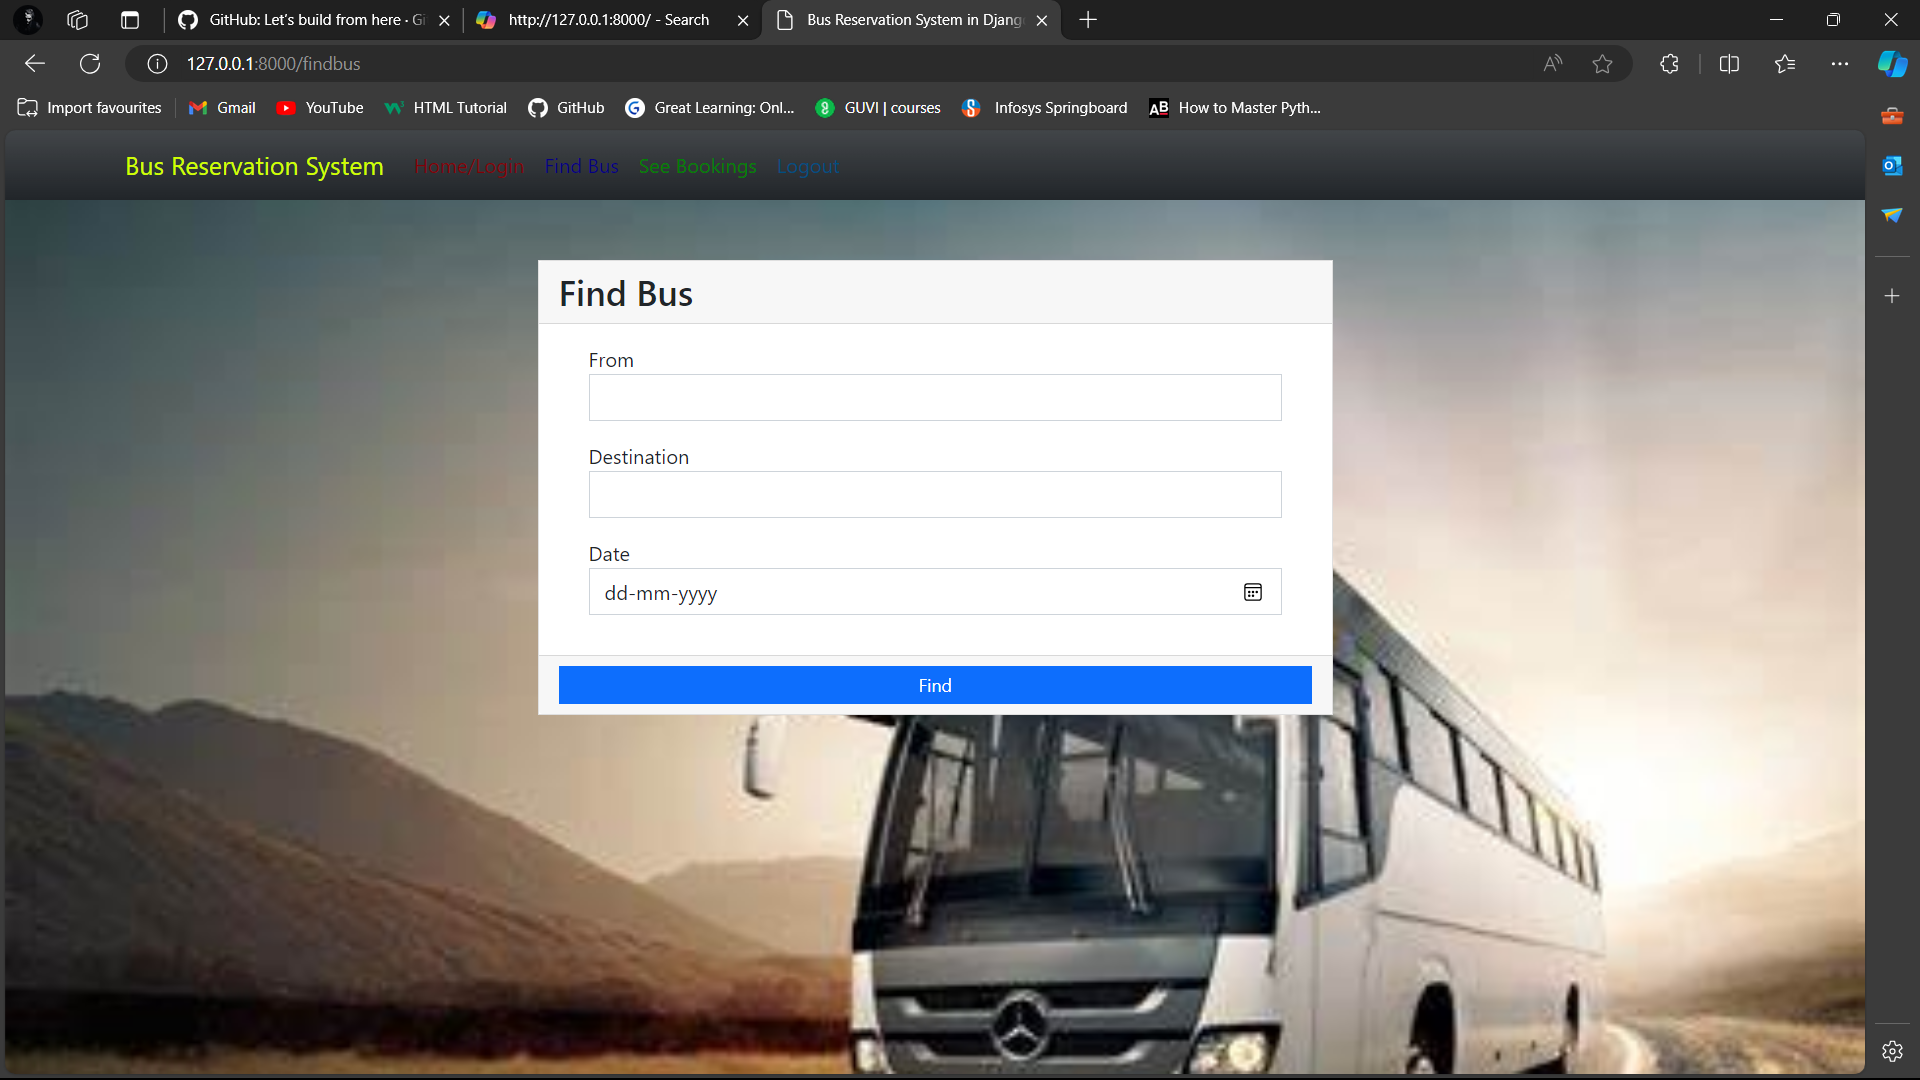 GitHub: Let's build from here · Gi
http://127.0.0.1:8000/ - Search
Bus Reservation System in Djang
127.0.0.1:8000/findbus
Import favourites
Gmail
YouTube
HTML Tutorial
GitHub
Great Learning: Onl...
GUVI | courses
Infosys Springboard
AB
How to Master Pyth...
Bus Reservation System
Home/Login
Find Bus
See Bookings
Logout
Find Bus
From
Destination
Date
dd-mm-yyyy
Find